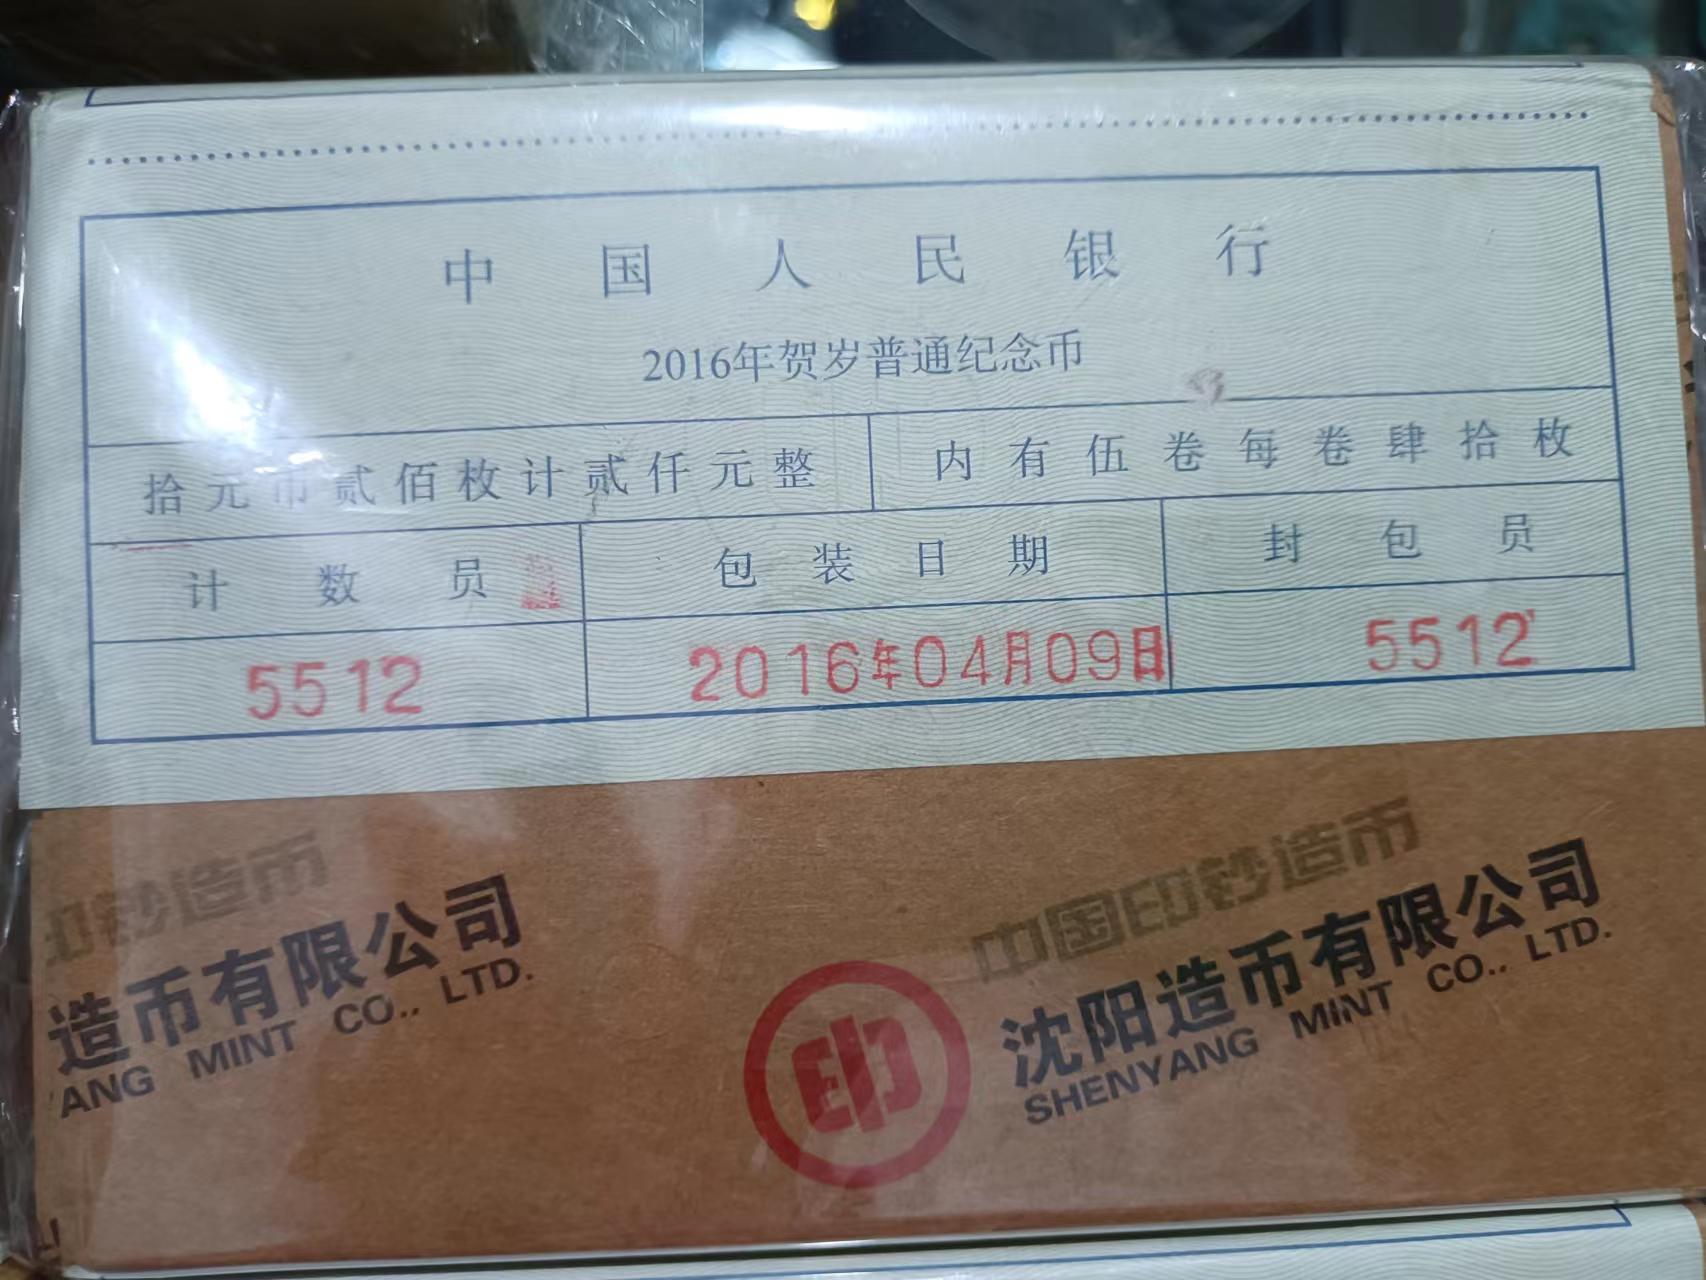 中国人民银行
2016年贺岁普通纪念币
拾元币贰佰枚计贰仟元整 内有伍卷每卷肆拾枚
计数员 包装日期 封包员
5512 2016年04月09日 5512
印钞造币 中国印钞造币
造币有限公司 沈阳造币有限公司
ANG MINT CO., LTD. SHENYANG MINT CO., LTD.